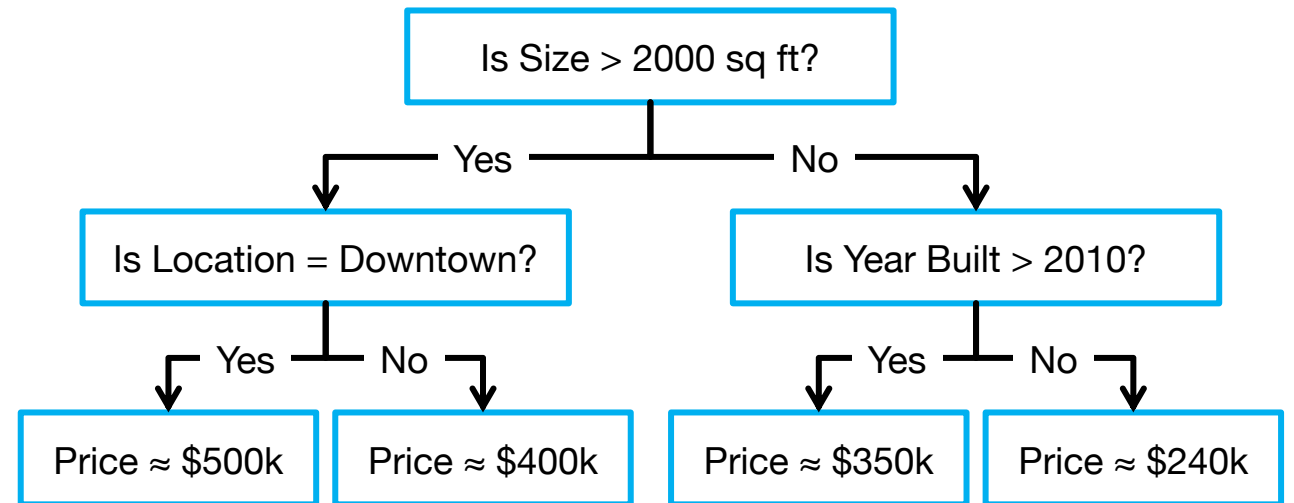 Is Size > 2000 sq ft?
Yes
No
Is Location = Downtown?
Is Year Built > 2010?
Yes
No
Yes
No
Price ≈ $500k
Price ≈ $400k
Price ≈ $350k
Price ≈ $240k